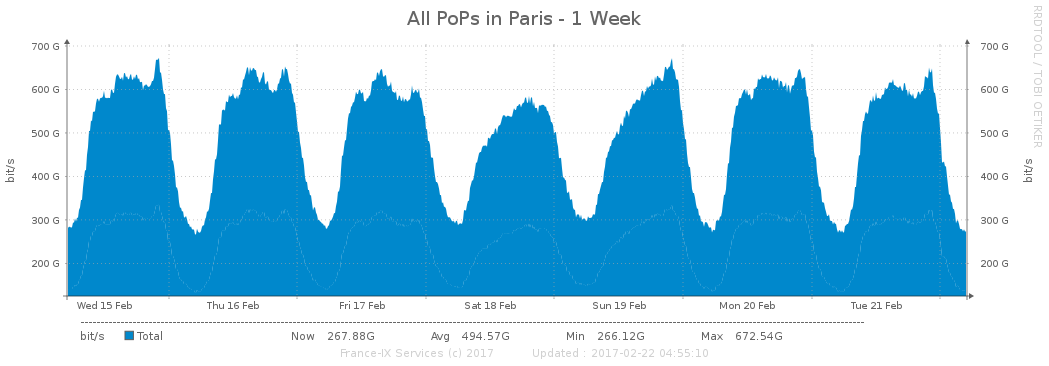 All PoPs in Paris - 1 Week
RRDTOOL / TOBI OETIKER
700 G 700 G
600 G 600 G
500 G 500 G
400 G 400 G
300 G 300 G
200 G 200 G
bit/s
bit/s
Wed 15 Feb Thu 16 Feb Fri 17 Feb Sat 18 Feb Sun 19 Feb Mon 20 Feb Tue 21 Feb
bit/s Total Now 267.88G Avg 494.57G Min 266.12G Max 672.54G
France-IX Services (c) 2017 Updated : 2017-02-22 04:55:10